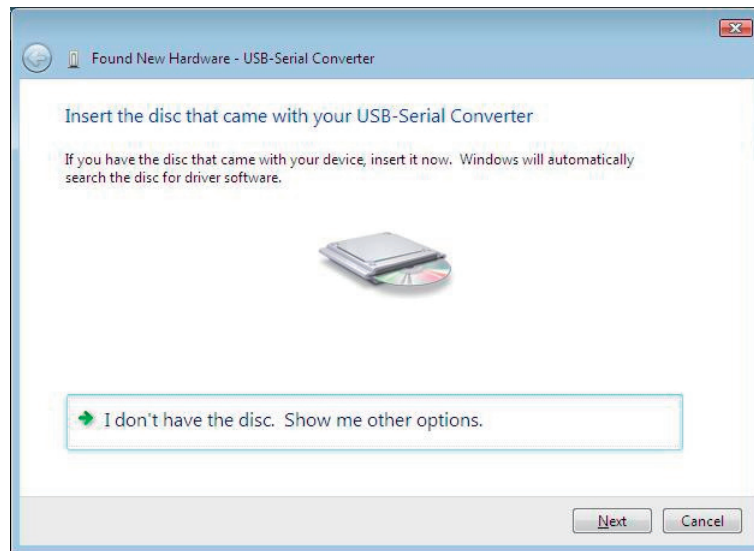 Found New Hardware - USB-Serial Converter
Insert the disc that came with your USB-Serial Converter
If you have the disc that came with your device, insert it now.  Windows will automatically
search the disc for driver software.
I don't have the disc.  Show me other options.
Next
Cancel